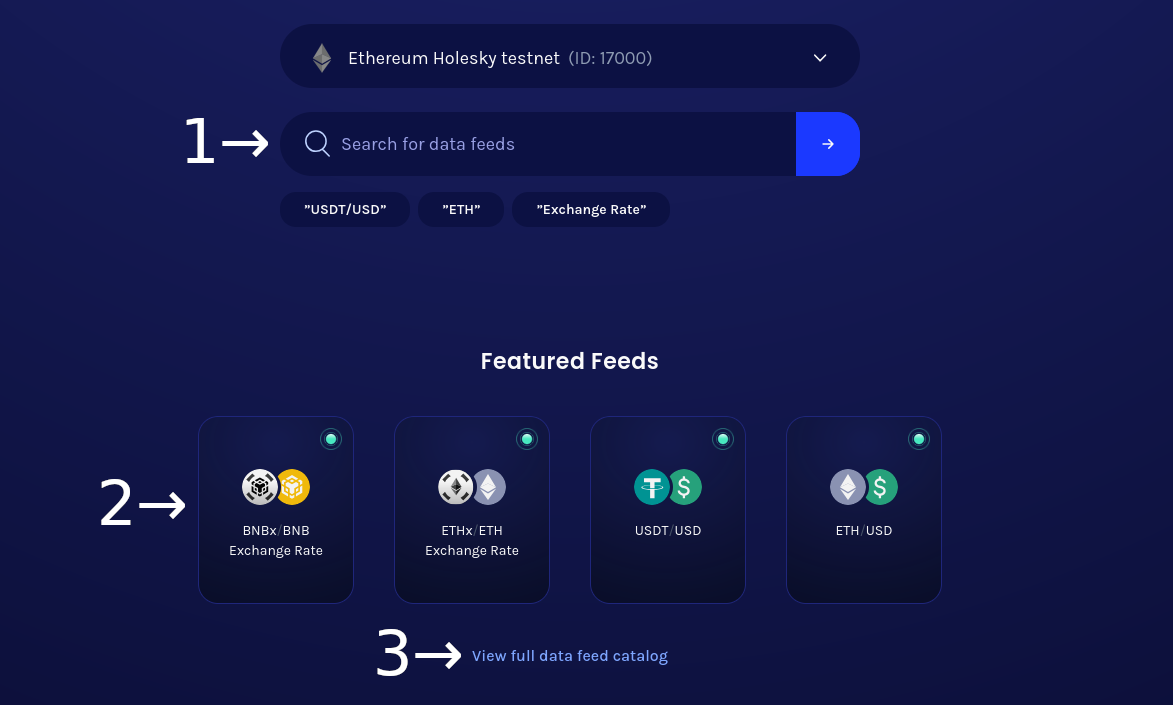 Ethereum Holesky testnet (ID: 17000)
1→ Search for data feeds
”USDT/USD” ”ETH” ”Exchange Rate”
Featured Feeds
2→
BNBx/BNB
Exchange Rate
ETHx/ETH
Exchange Rate
USDT/USD
ETH/USD
3→ View full data feed catalog